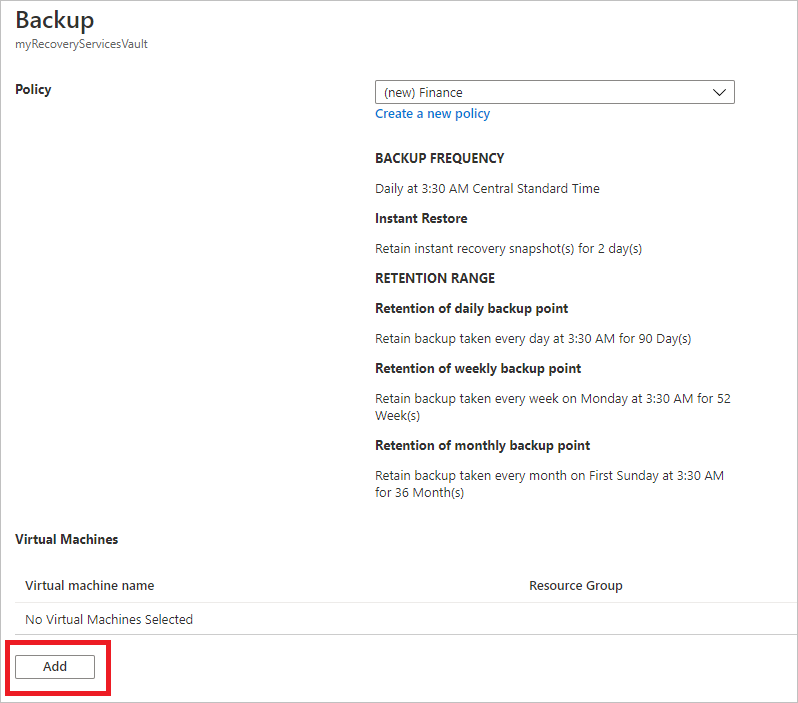 Backup
myRecoveryServicesVault
Policy
(new) Finance
Create a new policy
BACKUP FREQUENCY
Daily at 3:30 AM Central Standard Time
Instant Restore
Retain instant recovery snapshot(s) for 2 day(s)
RETENTION RANGE
Retention of daily backup point
Retain backup taken every day at 3:30 AM for 90 Day(s)
Retention of weekly backup point
Retain backup taken every week on Monday at 3:30 AM for 52
Week(s)
Retention of monthly backup point
Retain backup taken every month on First Sunday at 3:30 AM
for 36 Month(s)
Virtual Machines
Virtual machine name
Resource Group
No Virtual Machines Selected
Add